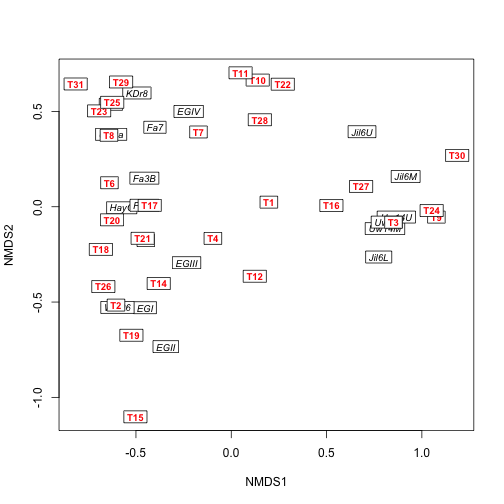 T11
T31
T29
T10
T22
KDr8
T25
T23
EGIV
T28
Fa7
T7
Jil6U
T8
T30
Fa3B
Jil6M
T6
T27
T1
T17
T16
T24
T20
T3
T21
T4
T18
Jil6L
EGIII
T12
T14
T26
T2
EGI
T19
EGII
T15
0.5
0.0
-0.5
-1.0
NMDS2
-0.5
0.0
0.5
1.0
NMDS1